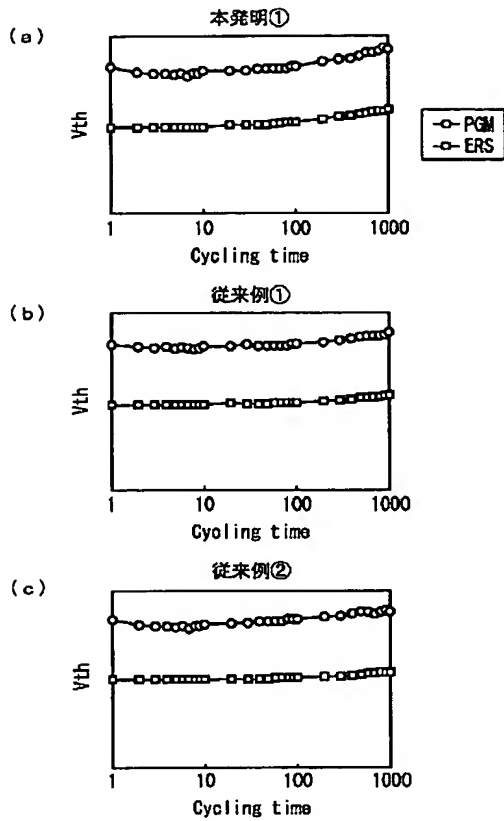 (a)
本発明①
Vth
1 10 100 1000
Cycling time
PGM
ERS
(b)
従来例①
Vth
1 10 100 1000
Cycling time
(c)
従来例②
Vth
1 10 100 1000
Cycling time